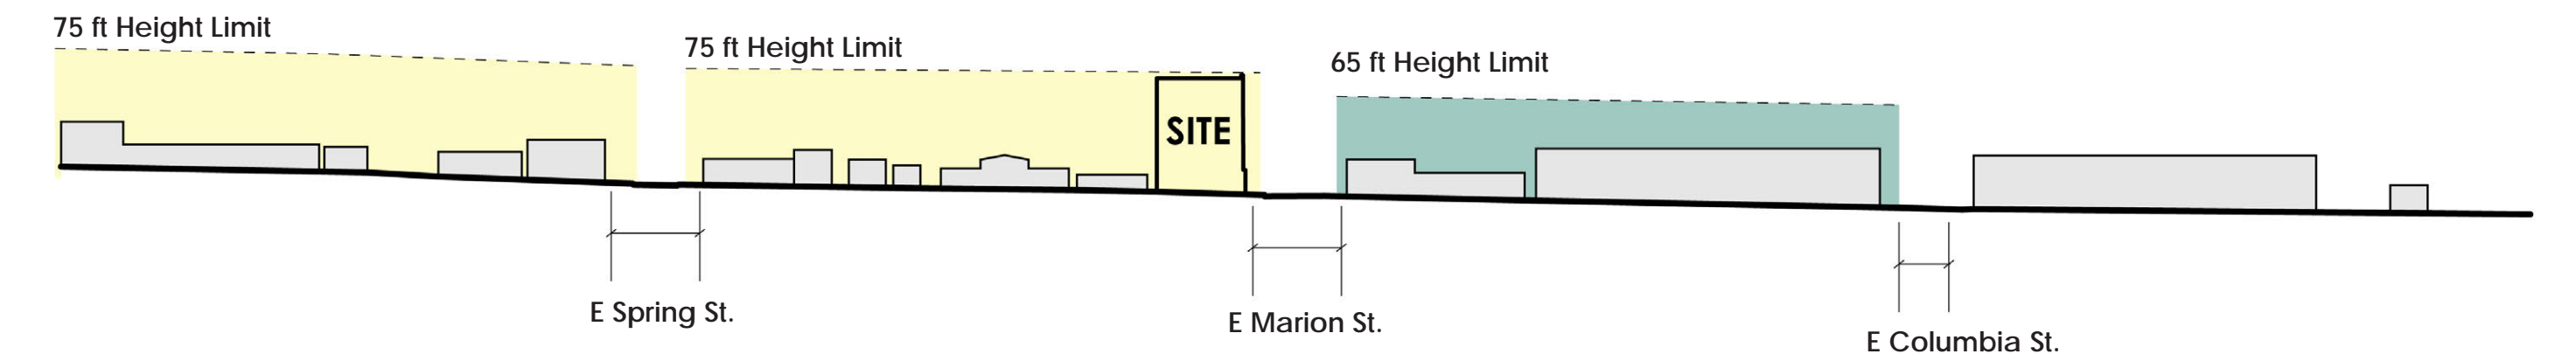 75 ft Height Limit
75 ft Height Limit
65 ft Height Limit
SITE
E Spring St.
E Marion St.
E Columbia St.